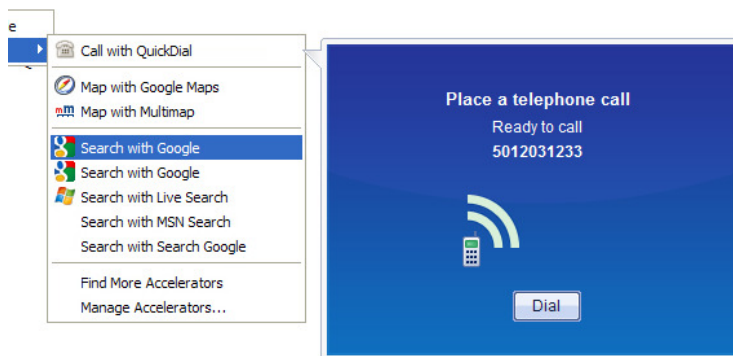 e
Call with QuickDial
Map with Google Maps
mm Map with Multimap
Search with Google
Search with Google
Search with Live Search
Search with MSN Search
Search with Search Google
Find More Accelerators
Manage Accelerators...
Place a telephone call
Ready to call
5012031233
Dial